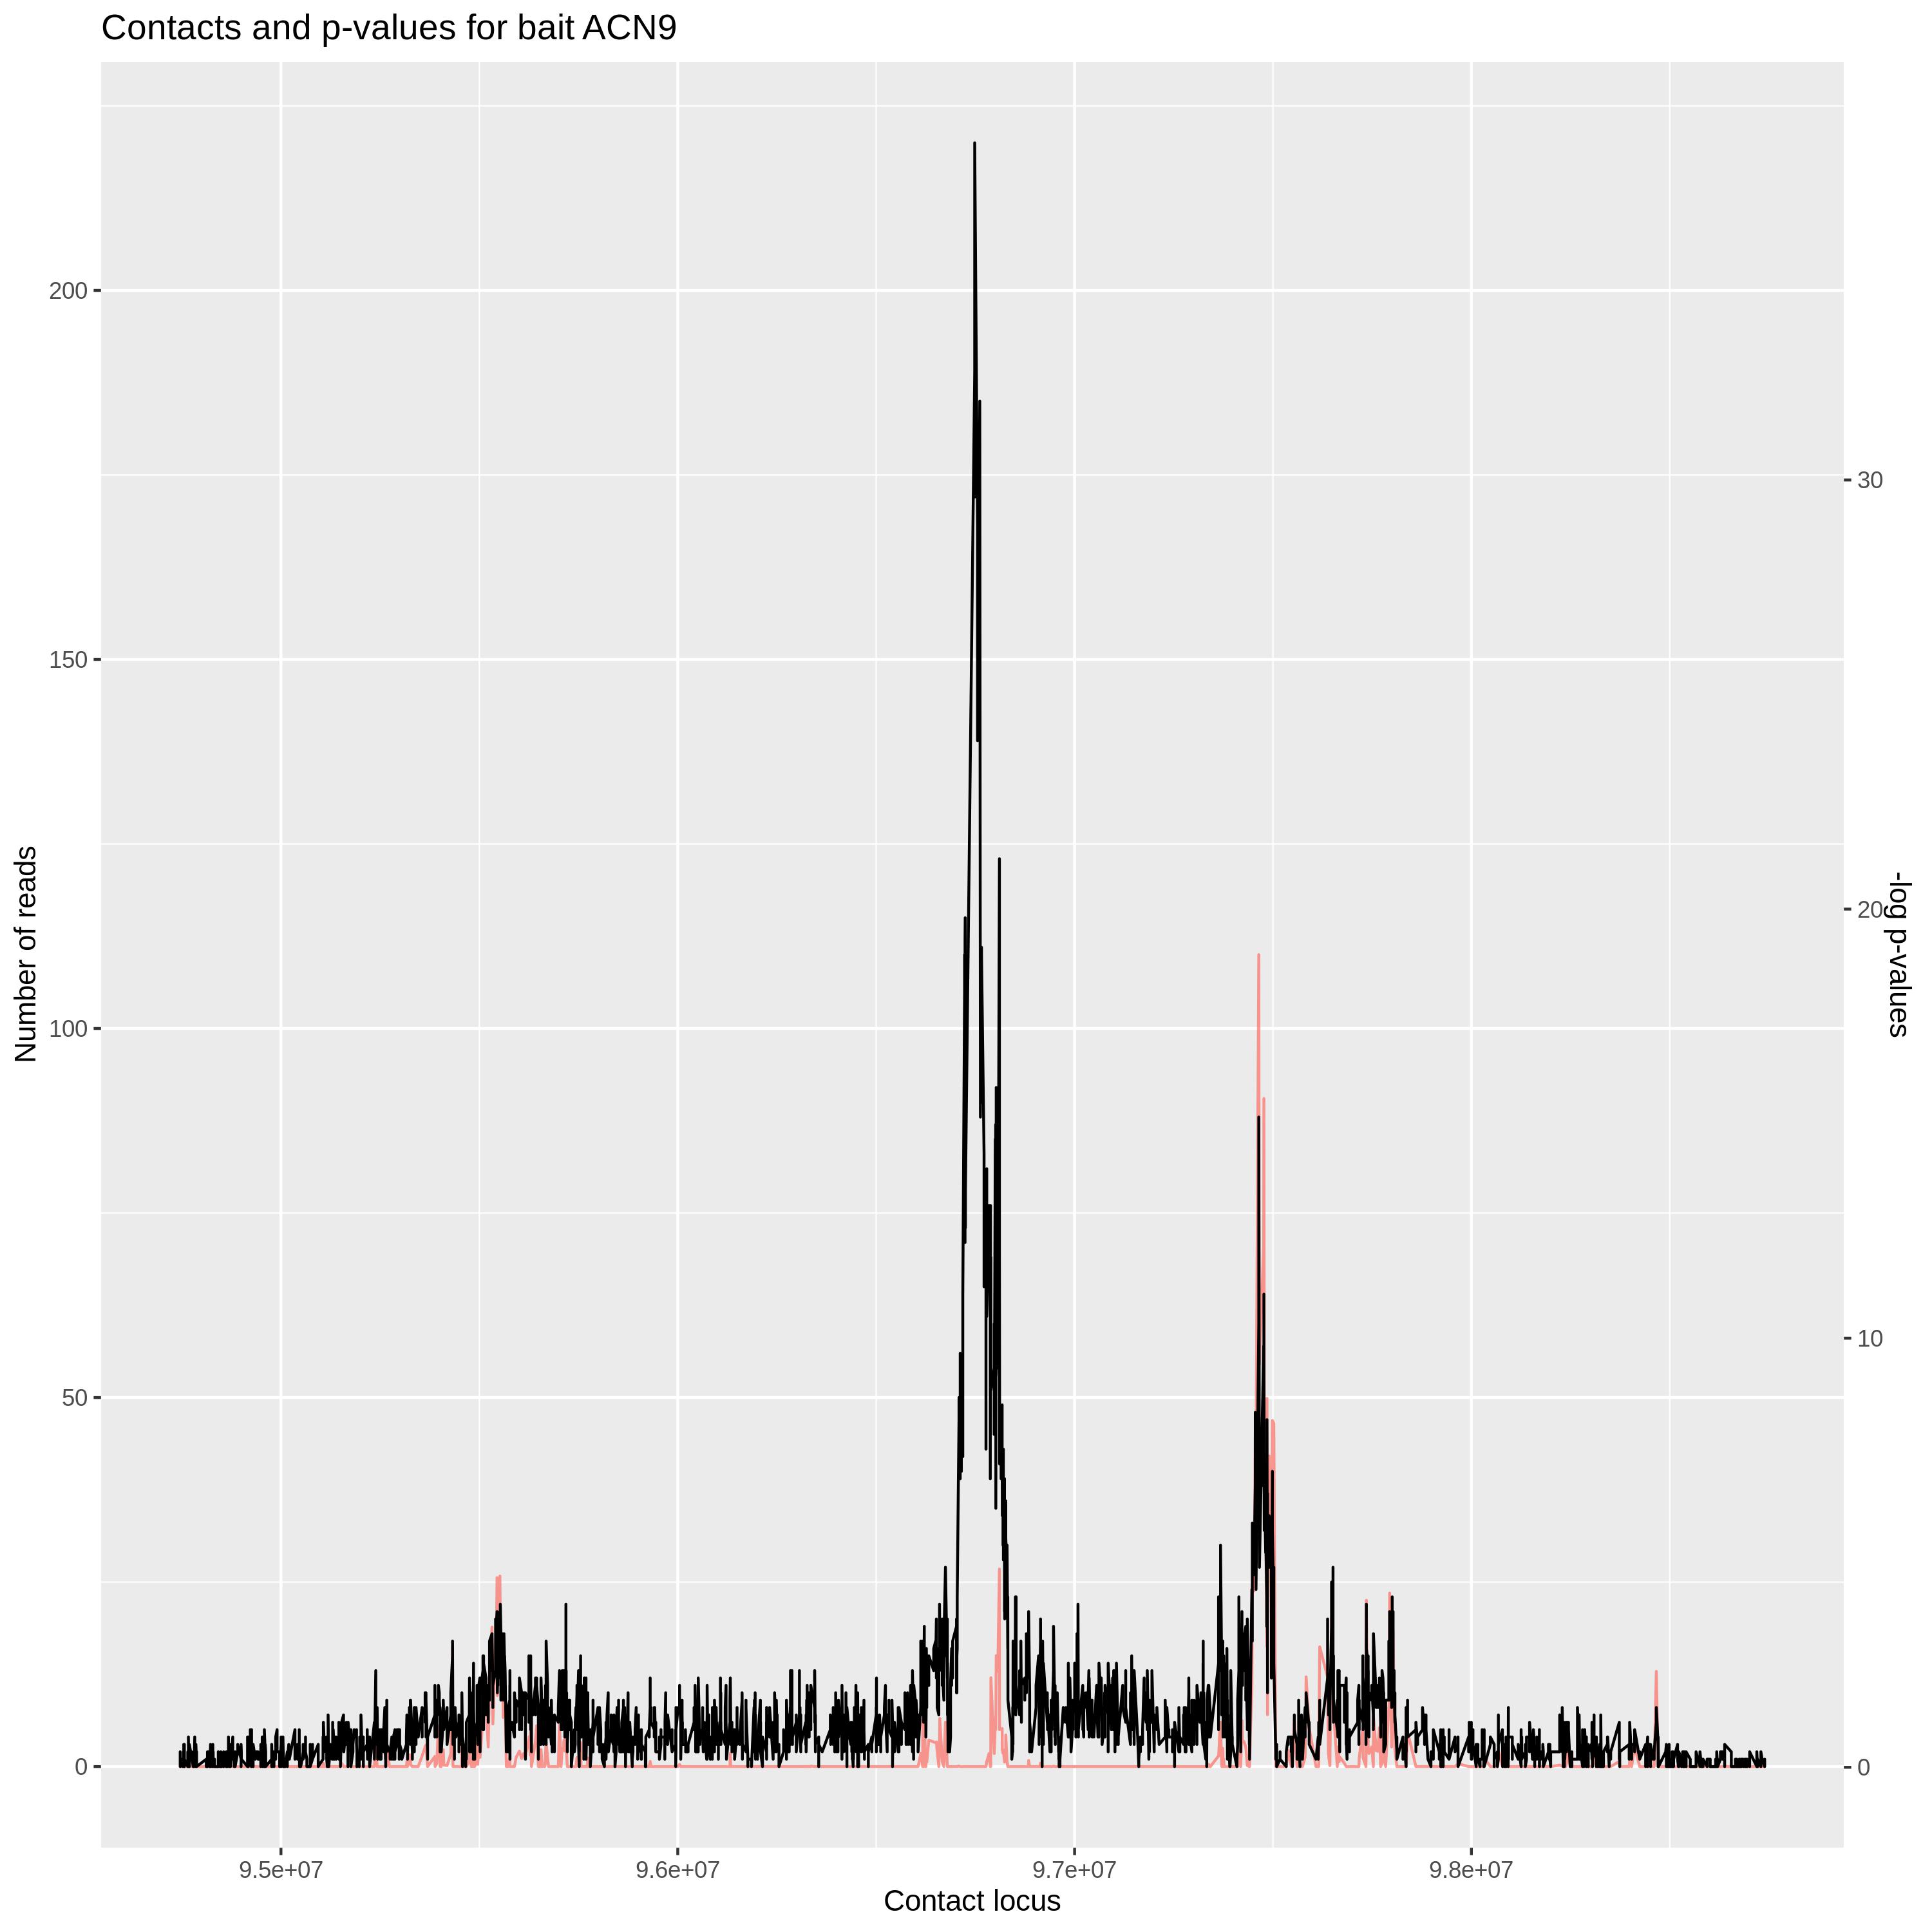 Contacts and p-values for bait ACN9
Number of reads
200
150
100
50
0
30
20
10
0
-log p-values
9.5e+07
9.6e+07
9.7e+07
9.8e+07
Contact locus